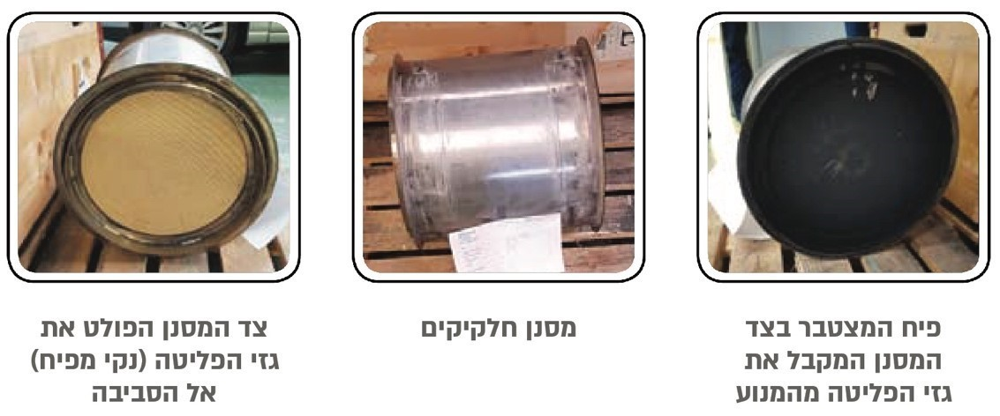 פיח המצטבר בצד
המסנן המקבל את
גזי הפליטה מהמנוע
מסנן חלקיקים
צד המסנן הפולט את
גזי הפליטה (נקי מפיח)
אל הסביבה